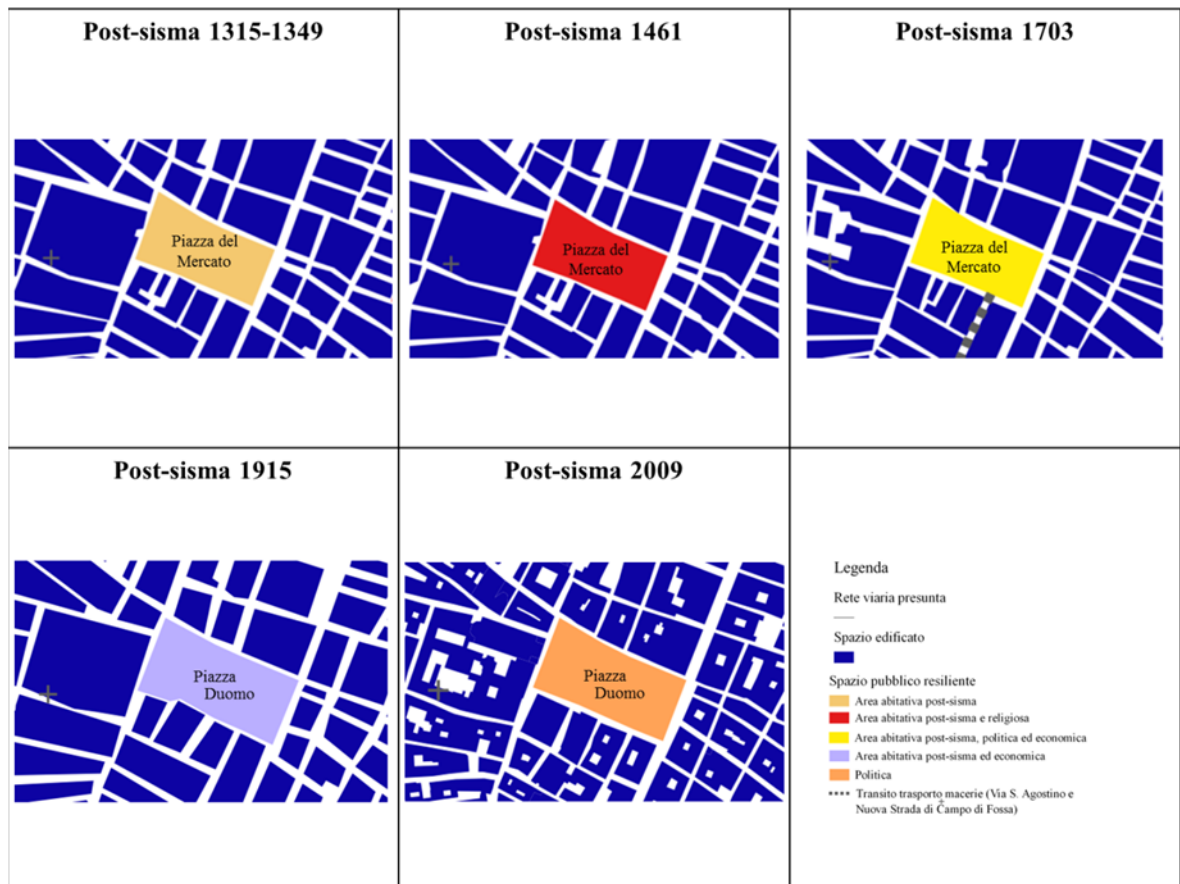 Post-sisma 1315-1349
Post-sisma 1461
Post-sisma 1703
Piazza del
Mercato
Piazza del
Mercato
Piazza del
Mercato
Post-sisma 1915
Post-sisma 2009
Piazza
Duomo
Piazza
Duomo
Legenda
Rete viaria presunta
Spazio edificato
Spazio pubblico resiliente
Area abitativa post-sisma
Area abitativa post-sisma e religiosa
Area abitativa post-sisma, politica ed economica
Area abitativa post-sisma ed economica
Politica
Transito trasporto macerie (Via S. Agostino e
Nuova Strada di Campo di Fossa)